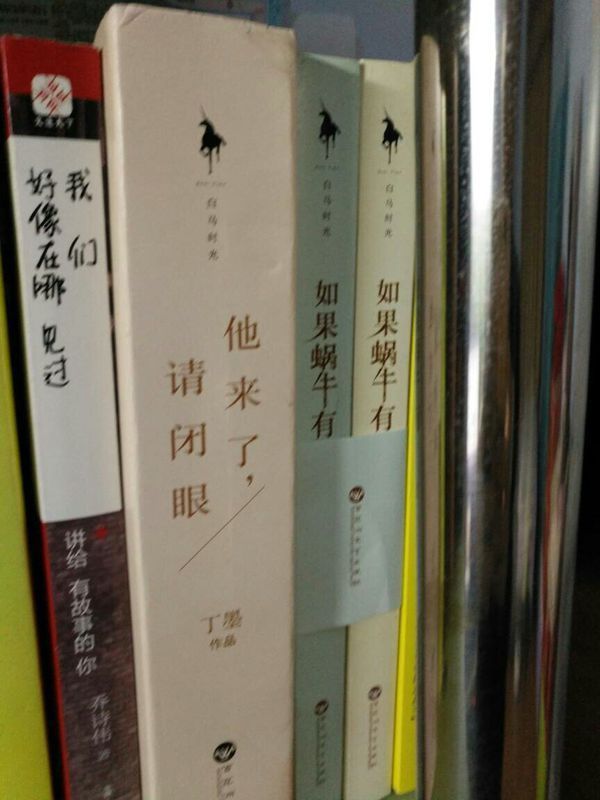 我们
好像在哪见过
讲给 有故事的你
乔诗伟 著
白马时光
他来了，
请闭眼
丁墨
作品
白马时光
如果蜗牛有
白马时光
如果蜗牛有